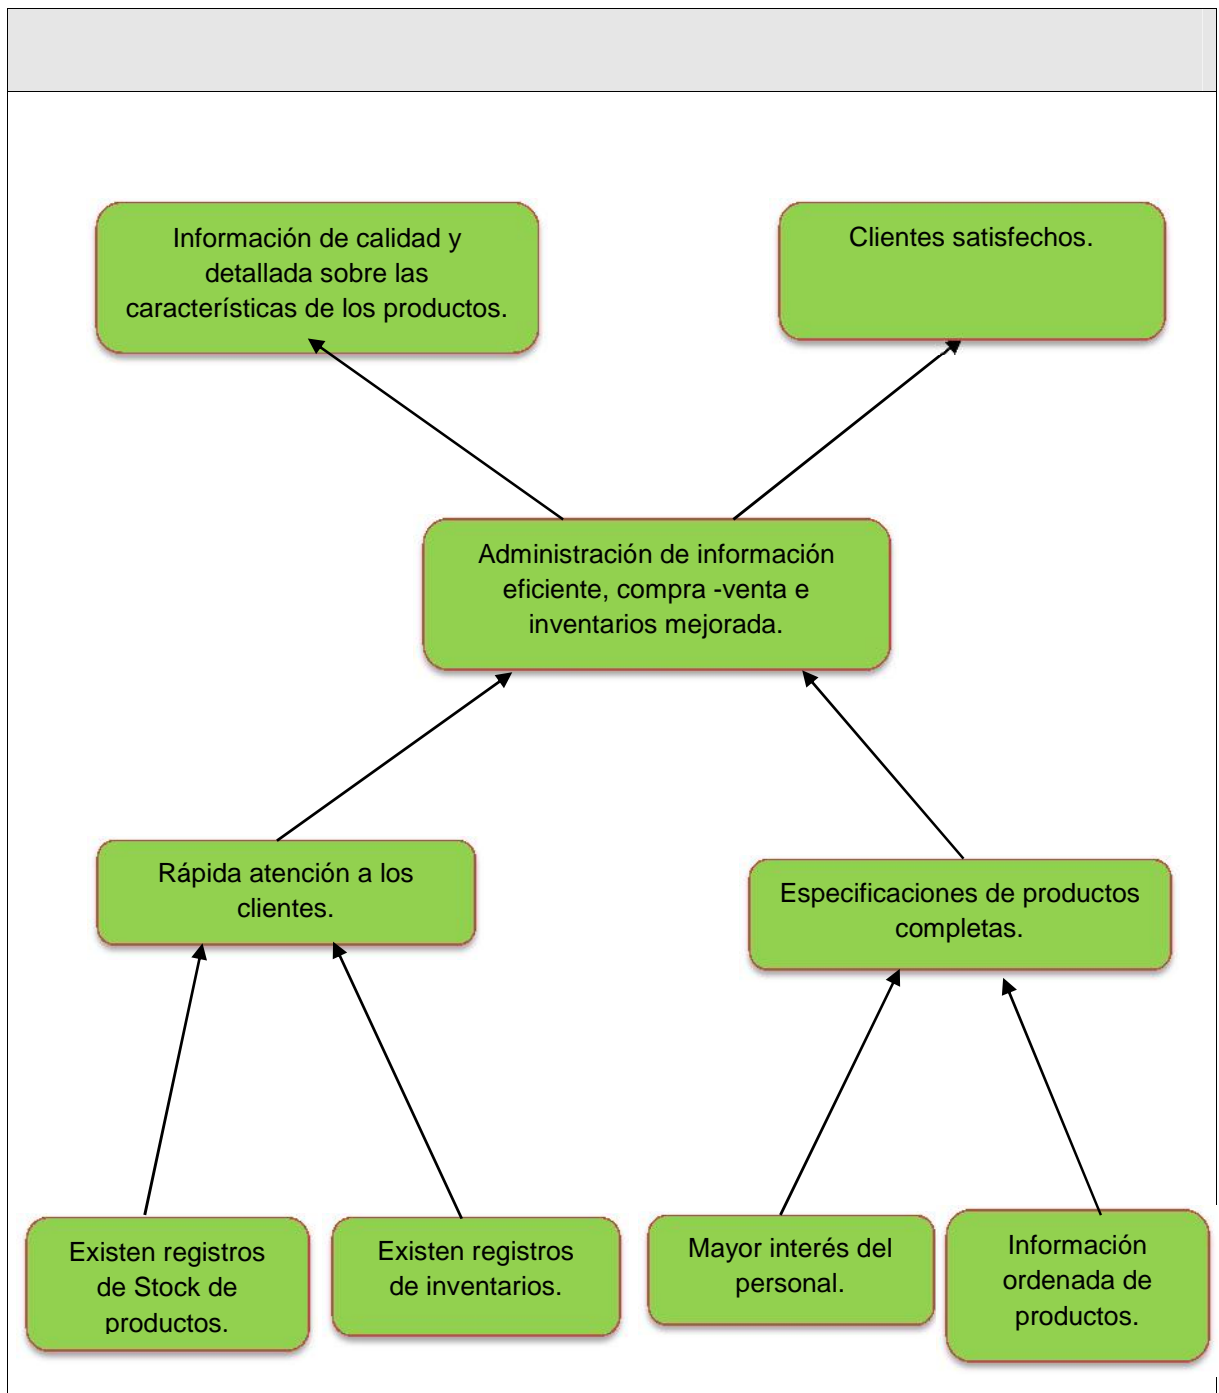 Información de calidad y
detallada sobre las
características de los productos.
Clientes satisfechos.
Administración de información
eficiente, compra -venta e
inventarios mejorada.
Rápida atención a los
clientes.
Especificaciones de productos
completas.
Existen registros
de Stock de
productos.
Existen registros
de inventarios.
Mayor interés del
personal.
Información
ordenada de
productos.